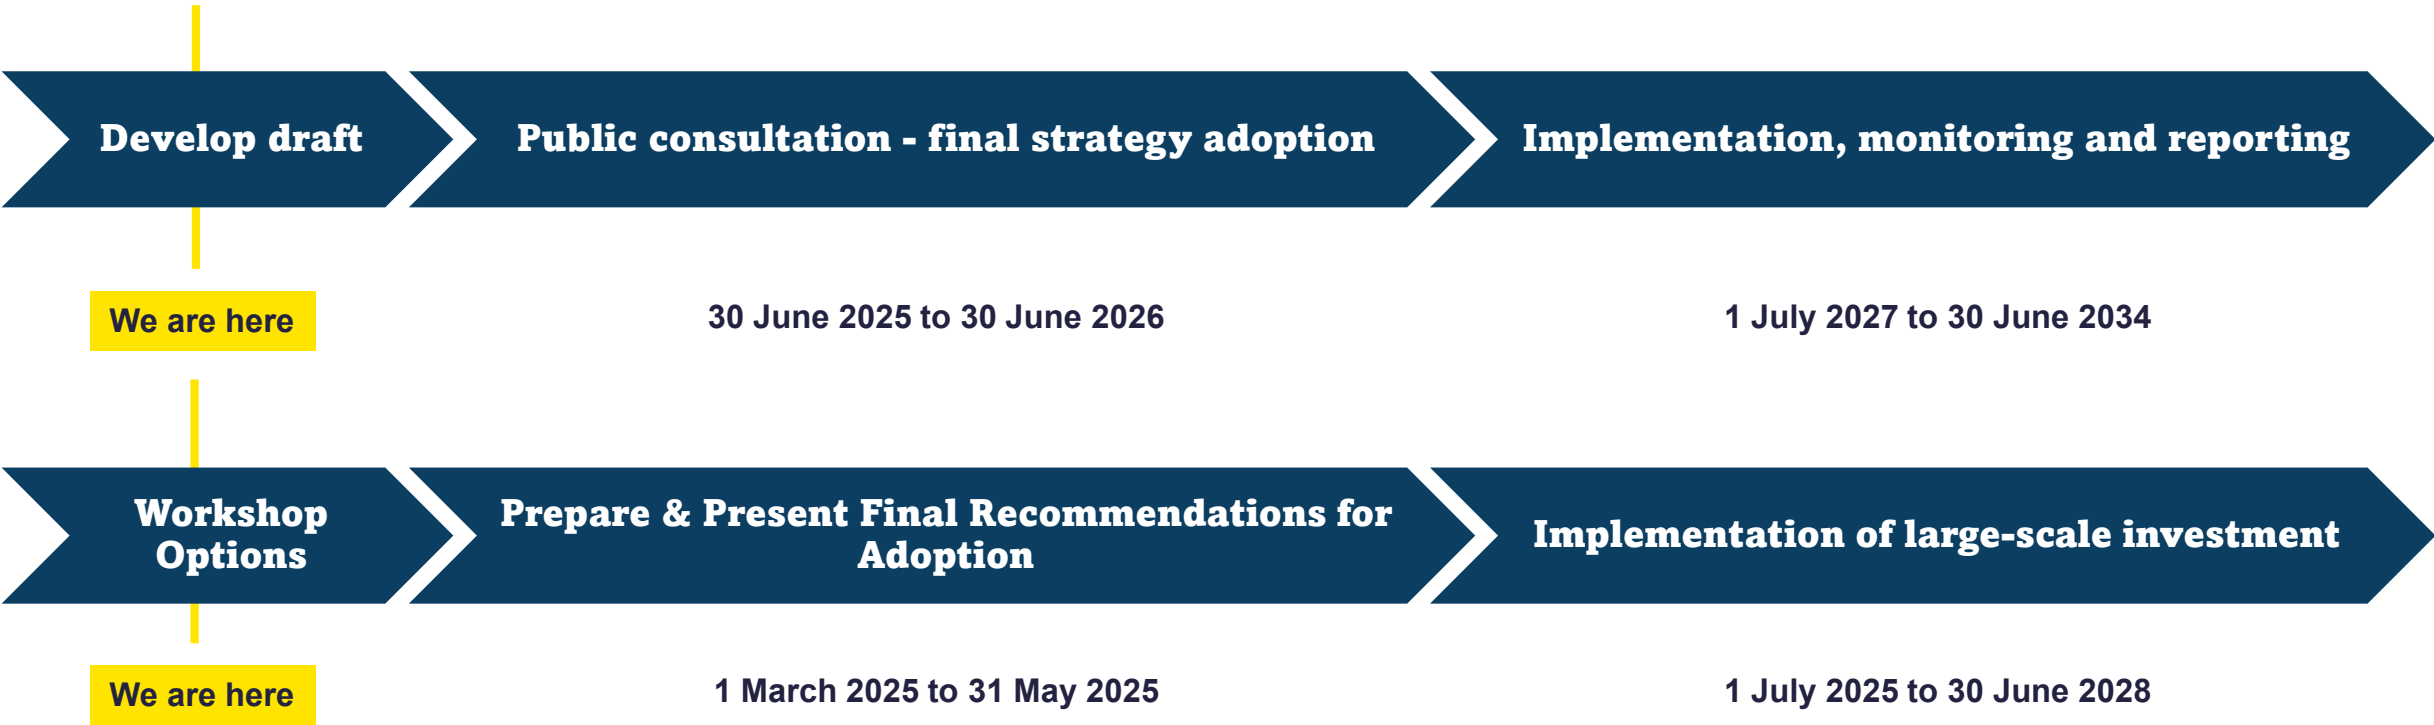 Develop draft
Public consultation - final strategy adoption
Implementation, monitoring and reporting
We are here
30 June 2025 to 30 June 2026
1 July 2027 to 30 June 2034
Workshop
Options
Prepare & Present Final Recommendations for
Adoption
Implementation of large-scale investment
We are here
1 March 2025 to 31 May 2025
1 July 2025 to 30 June 2028